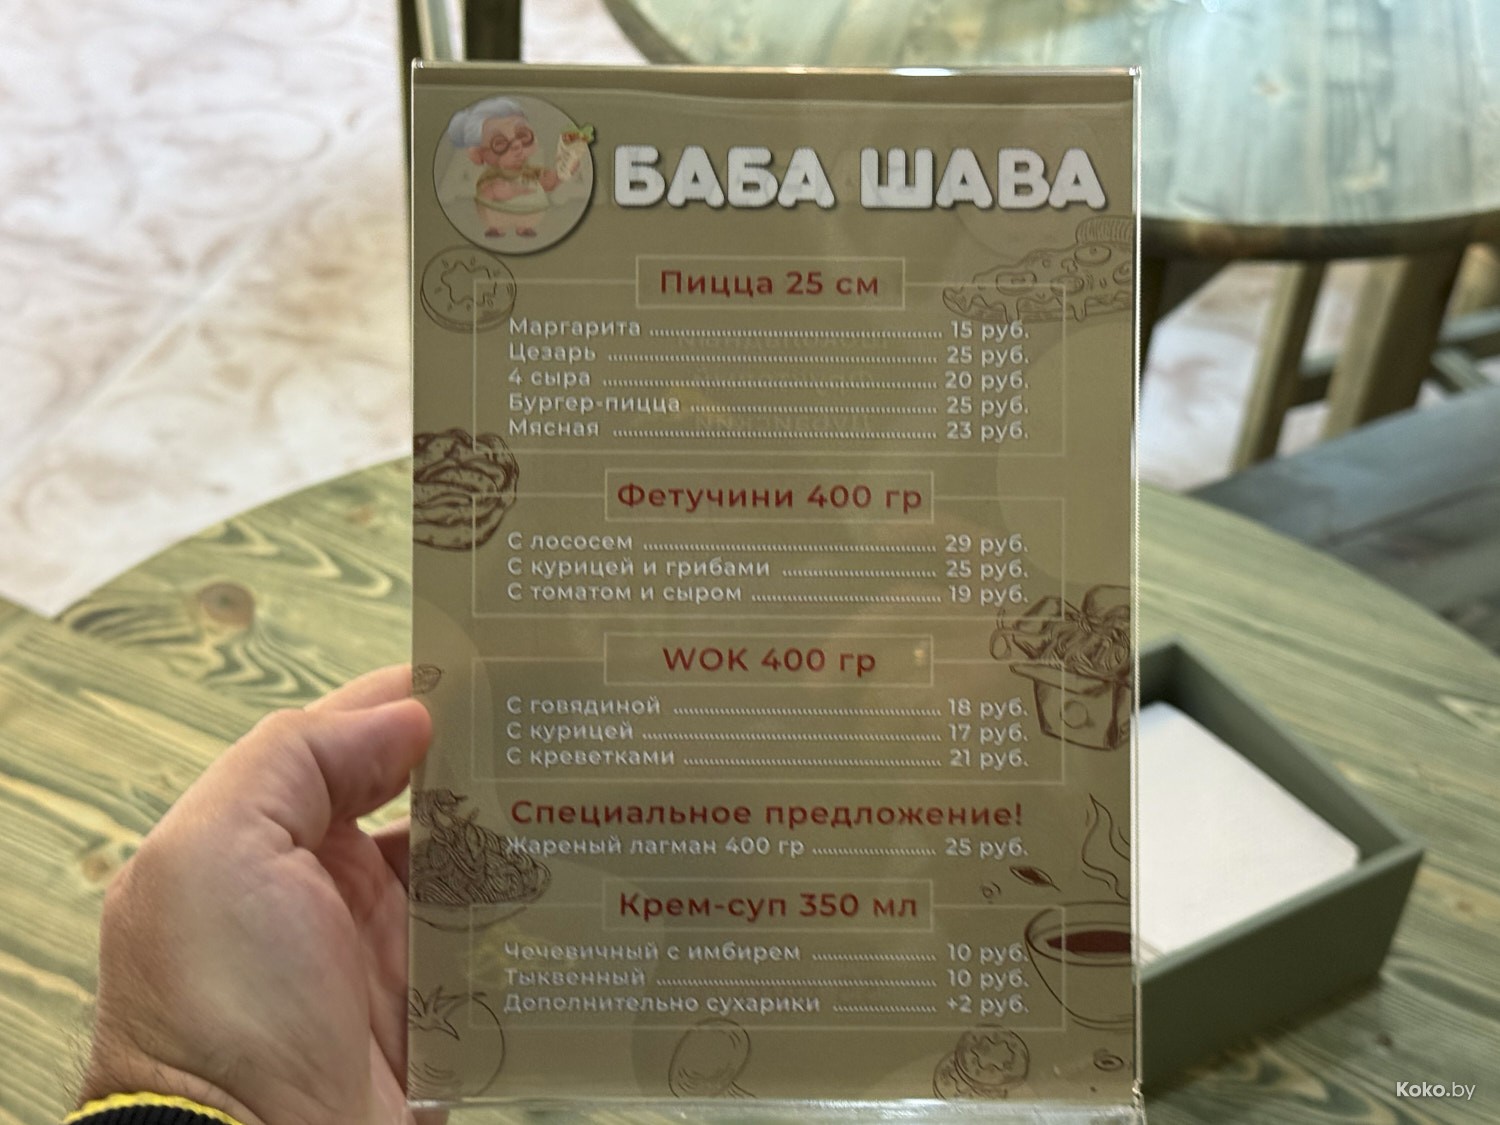 БАБА ШАВА
Пицца 25 см
Маргарита ........ 15 руб.
Цезарь ........ 25 руб.
4 сыра ........ 20 руб.
Бургер-пицца ........ 25 руб.
Мясная ........ 23 руб.
Фетучини 400 гр
С лососем ........ 29 руб.
С курицей и грибами ........ 25 руб.
С томатом и сыром ........ 19 руб.
WOK 400 гр
С говядиной ........ 18 руб.
С курицей ........ 17 руб.
С креветками ........ 21 руб.
Специальное предложение!
Жареный лагман 400 гр ........ 25 руб.
Крем-суп 350 мл
Чечевичный с имбирем ........ 10 руб.
Тыквенный ........ 10 руб.
Дополнительно сухарики ........ +2 руб.
Koko.by